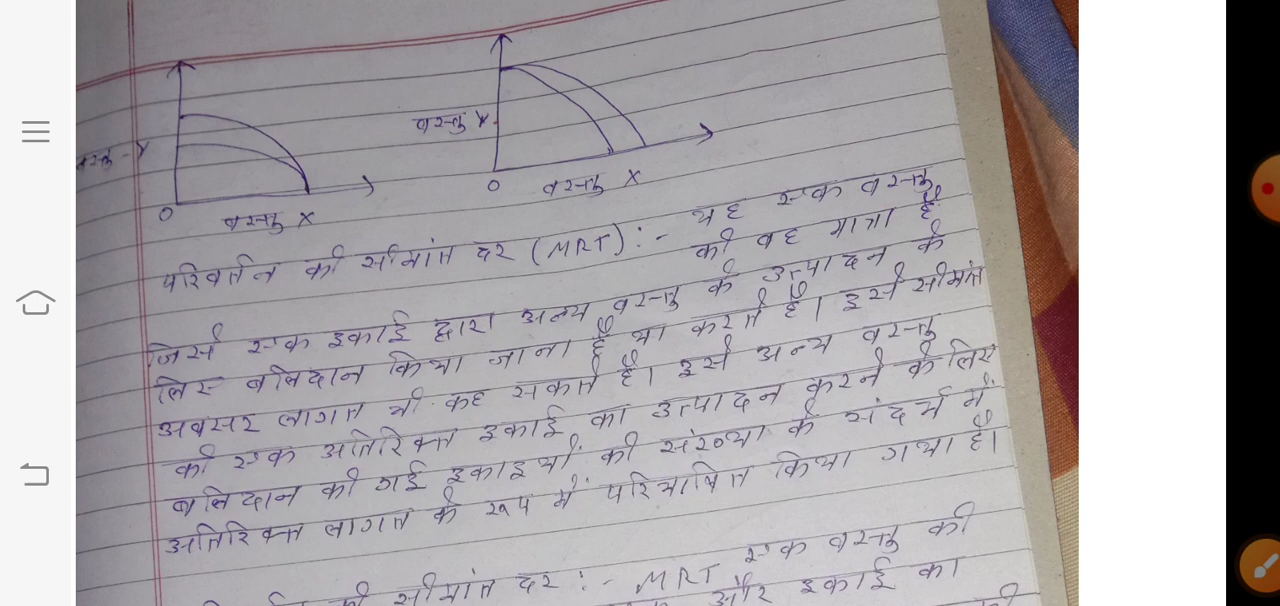 वस्तु Y
वस्तु - Y
O
वस्तु X
O
वस्तु X
परिवर्तन की सीमांत दर (MRT) :- यह एक वस्तु
की वह मात्रा है
जिसे एक इकाई द्वारा अन्य वस्तु के उत्पादन के
लिए बलिदान किया जाना है या करते हैं। इसे सीमांत
अवसर लागत भी कह सकते हैं। इसे अन्य वस्तु
की एक अतिरिक्त इकाई का उत्पादन करने के लिए
बलिदान की गई इकाइयों की संख्या के संदर्भ में
अतिरिक्त लागत के रूप में परिभाषित किया गया है।
की सीमांत दर :- MRT एक वस्तु की
और इकाई का